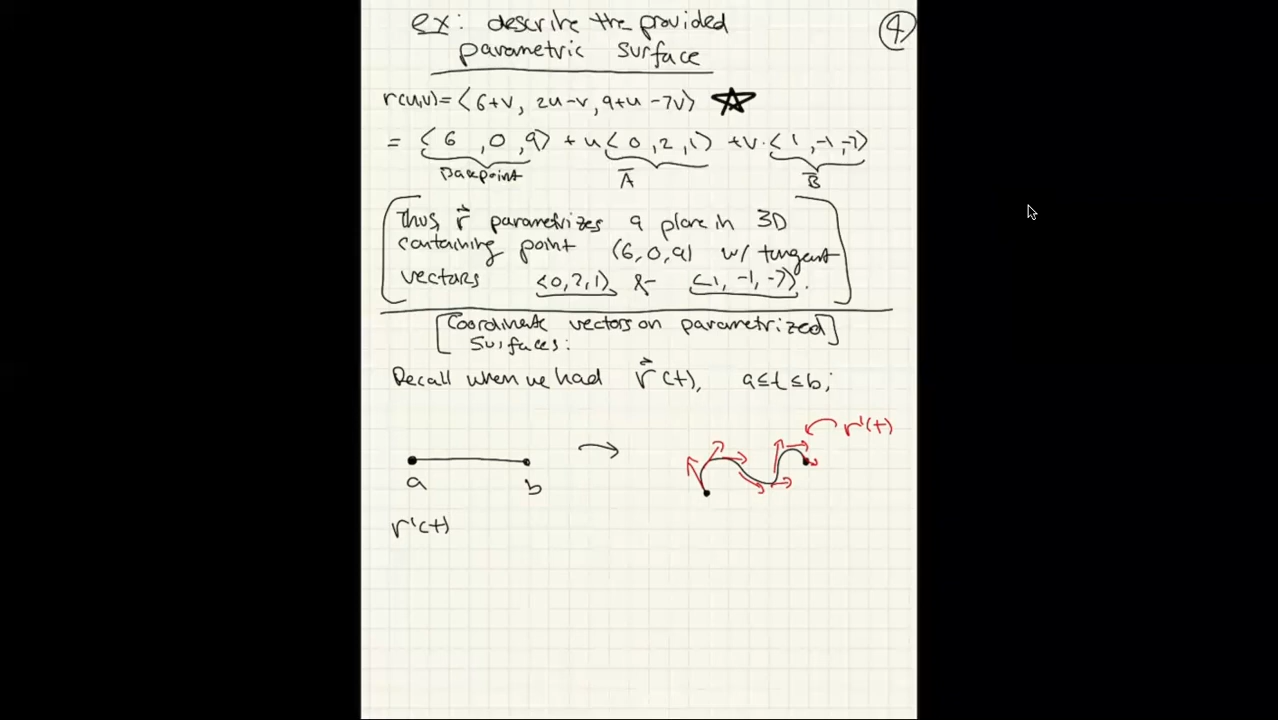 ex: describe the provided
parametric surface
4
r(u,v) = ⟨6+v, 2u-v, 9+u-7v⟩
= ⟨6, 0, 9⟩ + u⟨0, 2, 1⟩ + v·⟨1, -1, -7⟩
Basepoint A B
Thus, r⃗ parametrizes a plane in 3D
containing point (6,0,9) w/ tangent
vectors ⟨0,2,1⟩ & ⟨1, -1, -7⟩.
[Coordinate vectors on parametrized]
Surfaces:
Recall when we had r⃗(t), a≤t≤b;
r'(t)
a b
r'(t)